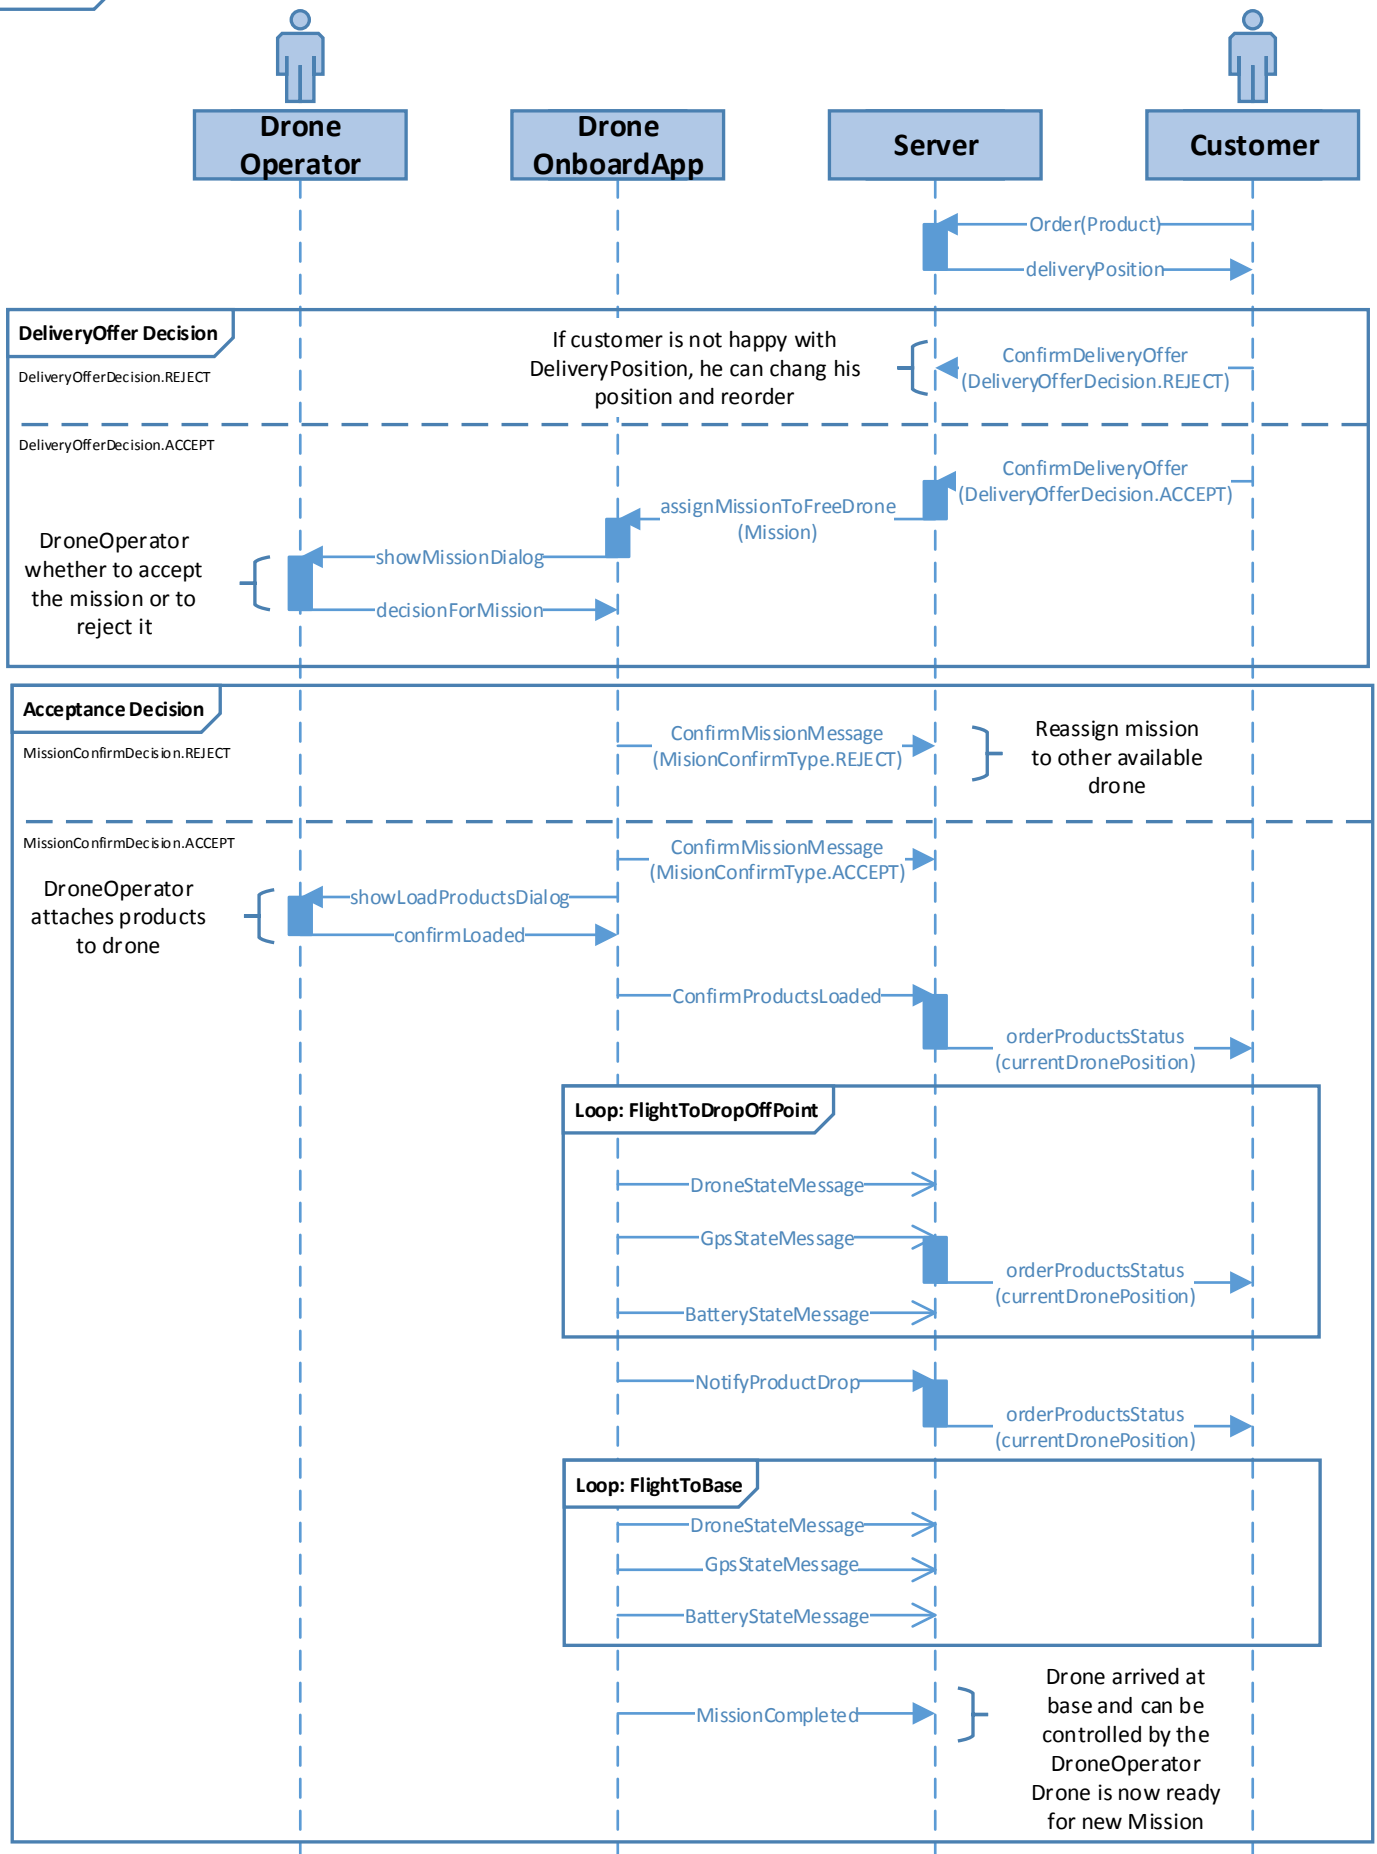 Drone
Operator
Drone
OnboardApp
Server
Customer
Order(Product)
deliveryPosition
DeliveryOffer Decision
DeliveryOfferDecision.REJECT
If customer is not happy with
DeliveryPosition, he can chang his
position and reorder
ConfirmDeliveryOffer
(DeliveryOfferDecision.REJECT)
DeliveryOfferDecision.ACCEPT
ConfirmDeliveryOffer
(DeliveryOfferDecision.ACCEPT)
assignMissionToFreeDrone
(Mission)
DroneOperator
whether to accept
the mission or to
reject it
showMissionDialog
decisionForMission
Acceptance Decision
MissionConfirmDecision.REJECT
ConfirmMissionMessage
(MisionConfirmType.REJECT)
Reassign mission
to other available
drone
MissionConfirmDecision.ACCEPT
ConfirmMissionMessage
(MisionConfirmType.ACCEPT)
DroneOperator
attaches products
to drone
showLoadProductsDialog
confirmLoaded
ConfirmProductsLoaded
orderProductsStatus
(currentDronePosition)
Loop: FlightToDropOffPoint
DroneStateMessage
GpsStateMessage
orderProductsStatus
(currentDronePosition)
BatteryStateMessage
NotifyProductDrop
orderProductsStatus
(currentDronePosition)
Loop: FlightToBase
DroneStateMessage
GpsStateMessage
BatteryStateMessage
MissionCompleted
Drone arrived at
base and can be
controlled by the
DroneOperator
Drone is now ready
for new Mission